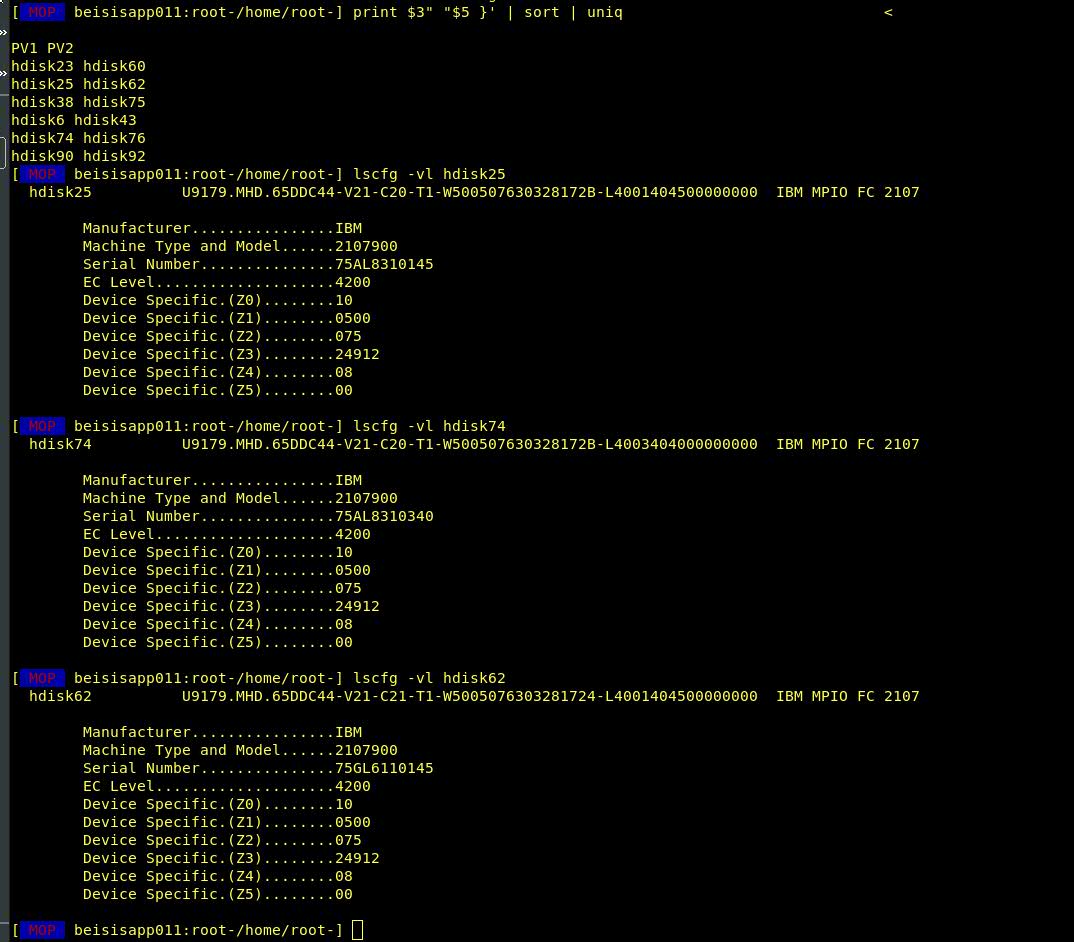 [ MOP  beisisapp011:root-/home/root-] print $3" "$5 }' | sort | uniq                             <
PV1 PV2
hdisk23 hdisk60
hdisk25 hdisk62
hdisk38 hdisk75
hdisk6 hdisk43
hdisk74 hdisk76
hdisk90 hdisk92
[ MOP  beisisapp011:root-/home/root-] lscfg -vl hdisk25
  hdisk25          U9179.MHD.65DDC44-V21-C20-T1-W500507630328172B-L4001404500000000  IBM MPIO FC 2107
        Manufacturer................IBM
        Machine Type and Model......2107900
        Serial Number...............75AL8310145
        EC Level....................4200
        Device Specific.(Z0)........10
        Device Specific.(Z1)........0500
        Device Specific.(Z2)........075
        Device Specific.(Z3)........24912
        Device Specific.(Z4)........08
        Device Specific.(Z5)........00
[ MOP  beisisapp011:root-/home/root-] lscfg -vl hdisk74
  hdisk74          U9179.MHD.65DDC44-V21-C20-T1-W500507630328172B-L4003404000000000  IBM MPIO FC 2107
        Manufacturer................IBM
        Machine Type and Model......2107900
        Serial Number...............75AL8310340
        EC Level....................4200
        Device Specific.(Z0)........10
        Device Specific.(Z1)........0500
        Device Specific.(Z2)........075
        Device Specific.(Z3)........24912
        Device Specific.(Z4)........08
        Device Specific.(Z5)........00
[ MOP  beisisapp011:root-/home/root-] lscfg -vl hdisk62
  hdisk62          U9179.MHD.65DDC44-V21-C21-T1-W5005076303281724-L4001404500000000  IBM MPIO FC 2107
        Manufacturer................IBM
        Machine Type and Model......2107900
        Serial Number...............75GL6110145
        EC Level....................4200
        Device Specific.(Z0)........10
        Device Specific.(Z1)........0500
        Device Specific.(Z2)........075
        Device Specific.(Z3)........24912
        Device Specific.(Z4)........08
        Device Specific.(Z5)........00
[ MOP  beisisapp011:root-/home/root-]